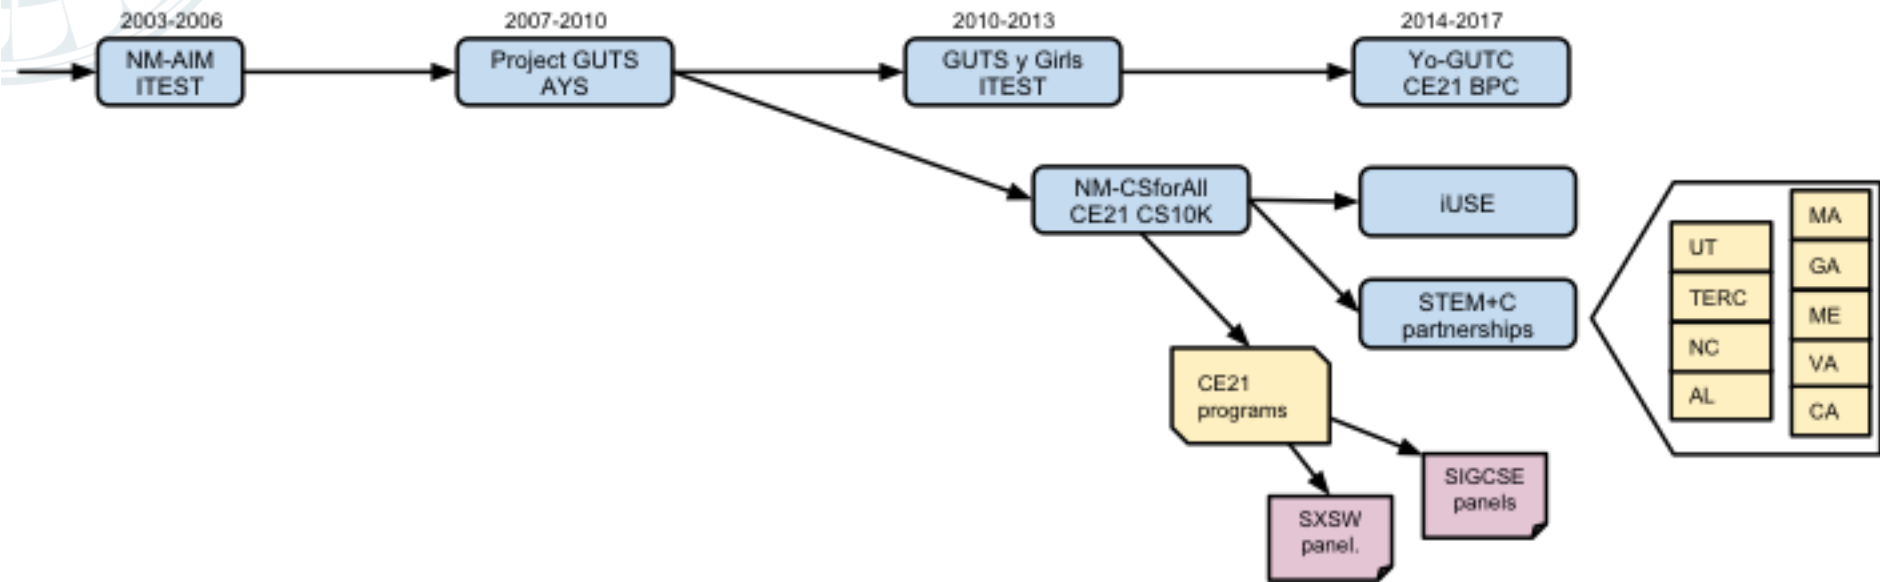 2003-2006
2007-2010
2010-2013
2014-2017
NM-AIM
ITEST
Project GUTS
AYS
GUTS y Girls
ITEST
Yo-GUTC
CE21 BPC
NM-CSforAll
CE21 CS10K
iUSE
STEM+C
partnerships
UT
TERC
NC
AL
MA
GA
ME
VA
CA
CE21
programs
SIGCSE
panels
SXSW
panel.